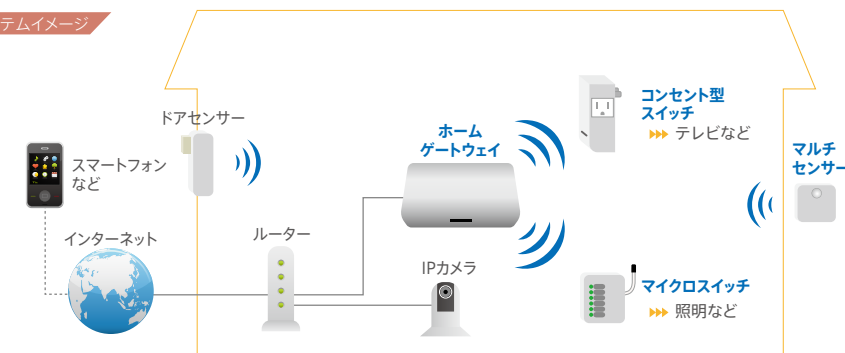 テムイメージ
ドアセンサー
スマートフォン
など
インターネット
ルーター
ホーム
ゲートウェイ
IPカメラ
コンセント型
スイッチ
テレビなど
マルチ
センサー
マイクロスイッチ
照明など